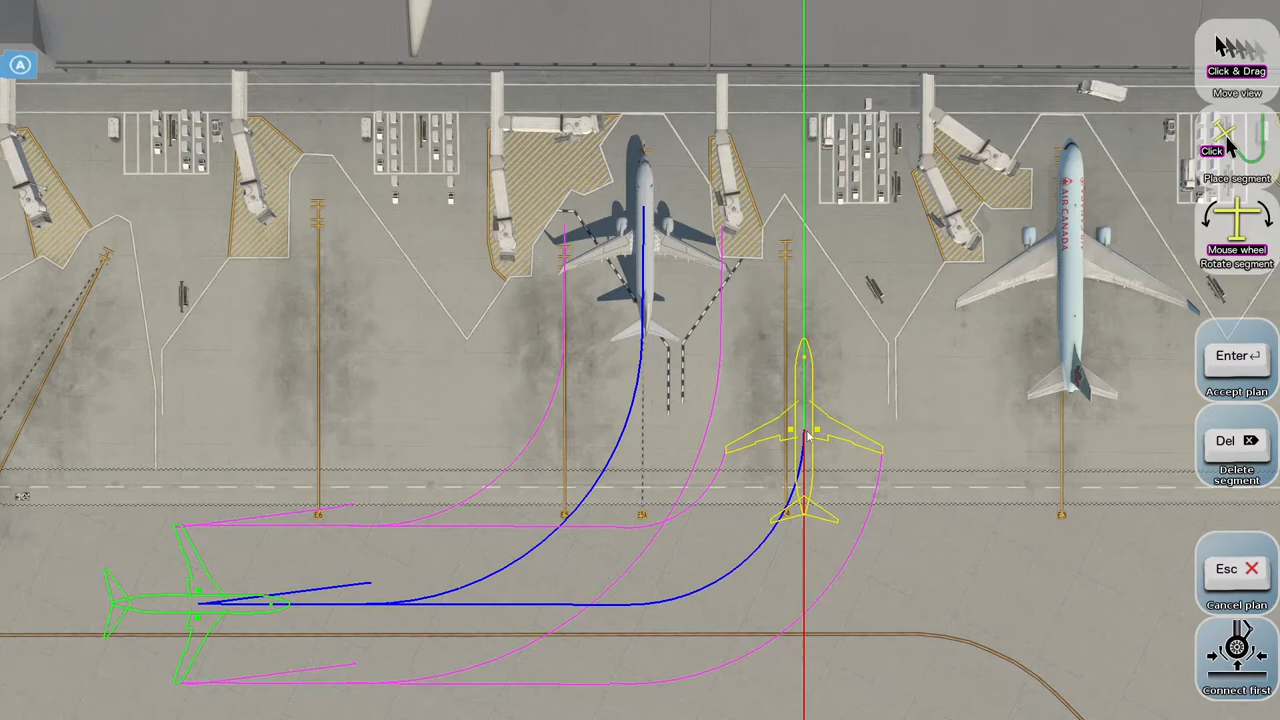 A
Click & Drag
Move view
Click
Place segment
Mouse wheel
Rotate segment
AIR CANADA
Enter
Accept plan
Del
Delete
segment
Esc
Cancel plan
Connect first